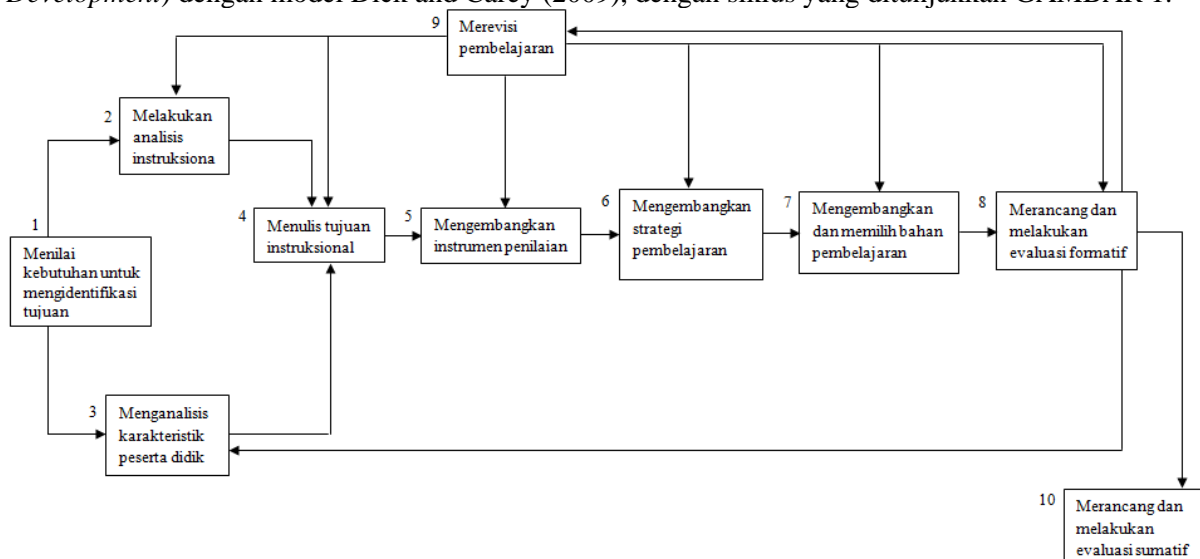 Development) dengan model Dick and Carey (2009), dengan siklus yang ditunjukkan GAMBAR 1.
9
Merevisi
pembelajaran
2
Melakukan
analisis
instruksiona
1
Menilai
kebutuhan untuk
mengidentifikasi
tujuan
3
Menganalisis
karakteristik
peserta didik
4
Menulis tujuan
instruksional
5
Mengembangkan
instrumen penilaian
6
Mengembangkan
strategi
pembelajaran
7
Mengembangkan
dan memilih bahan
pembelajaran
8
Merancang dan
melakukan
evaluasi formatif
10
Merancang dan
melakukan
evaluasi sumatif